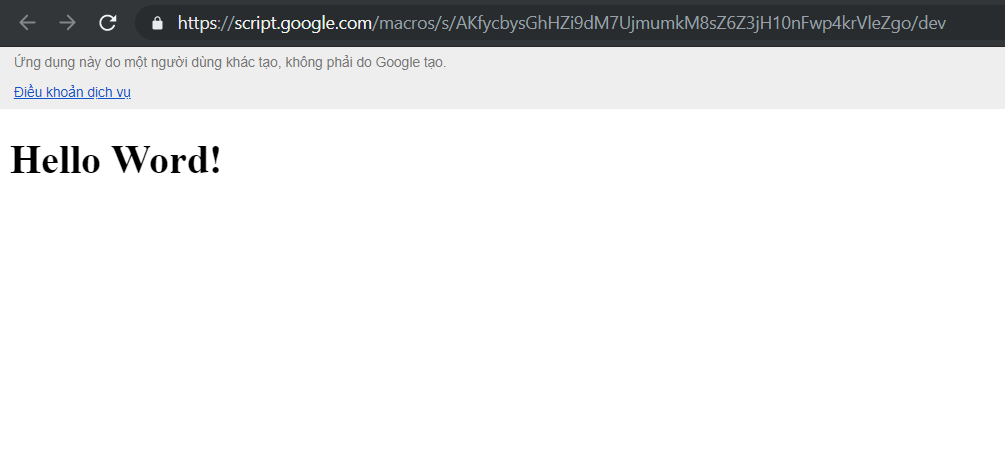 https://script.google.com/macros/s/AKfycbysGhHZi9dM7UjmumkM8sZ6Z3jH10nFwp4krVleZgo/dev
Ứng dụng này do một người dùng khác tạo, không phải do Google tạo.
Điều khoản dịch vụ
Hello Word!